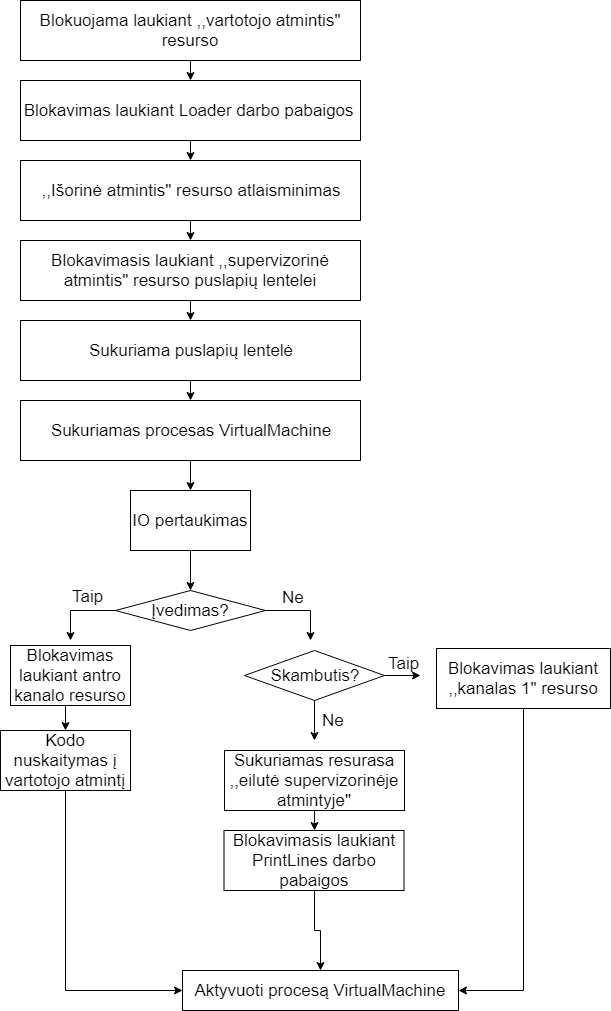 Blokuojama laukiant ,,vartotojo atmintis"
resurso
Blokavimas laukiant Loader darbo pabaigos
,,Išorinė atmintis" resurso atlaisminimas
Blokavimasis laukiant ,,supervizorinė
atmintis" resurso puslapių lentelei
Sukuriama puslapių lentelė
Sukuriamas procesas VirtualMachine
IO pertaukimas
Įvedimas?
Taip
Ne
Blokavimas
laukiant antro
kanalo resurso
Skambutis?
Taip
Blokavimas laukiant
,,kanalas 1" resurso
Ne
Kodo
nuskaitymas į
vartotojo atmintį
Sukuriamas resurasa
,,eilutė supervizorinėje
atmintyje"
Blokavimasis laukiant
PrintLines darbo
pabaigos
Aktyvuoti procesą VirtualMachine